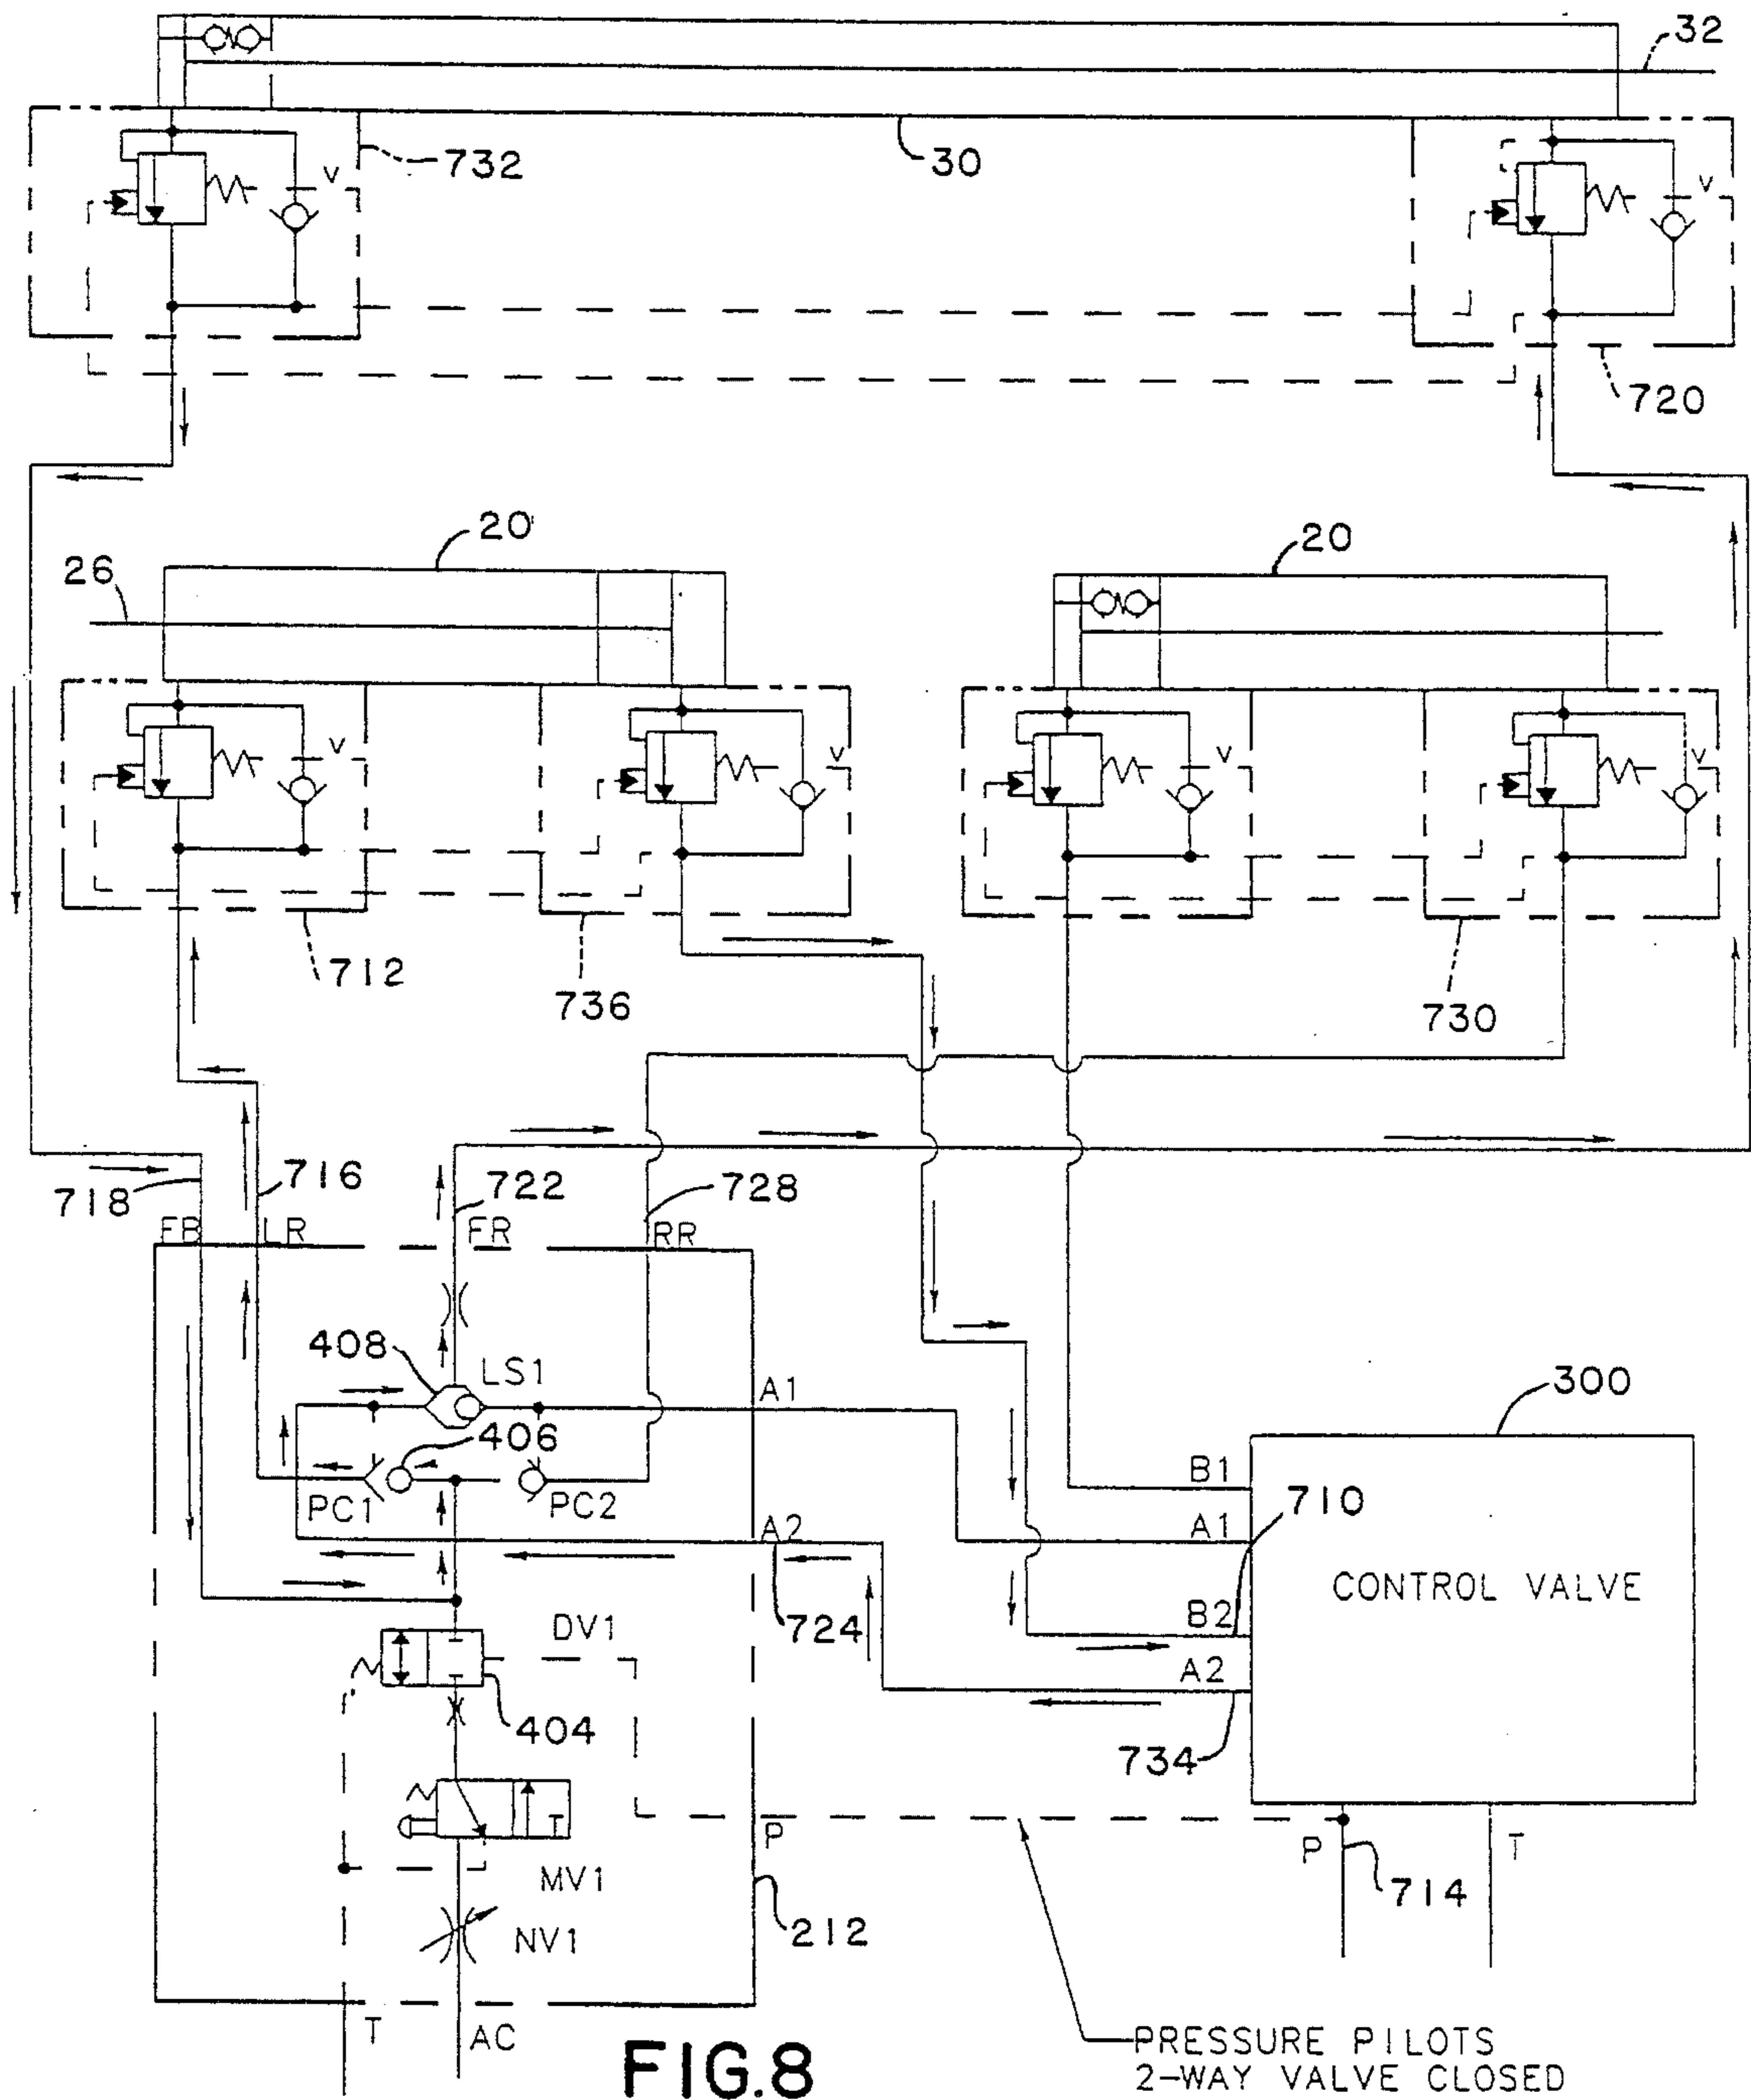 32
732
V
30
V
720
20
26
20
V
V
V
V
712
736
730
716
722
728
718
FB
LR
FR
RR
408
LS1
A1
300
406
B1
710
PC1
PC2
A1
A2
CONTROL VALVE
724
B2
DV1
A2
404
734
P
P
T
MV1
714
NV1
212
T
AC
PRESSURE PILOTS
2-WAY VALVE CLOSED
FIG.8